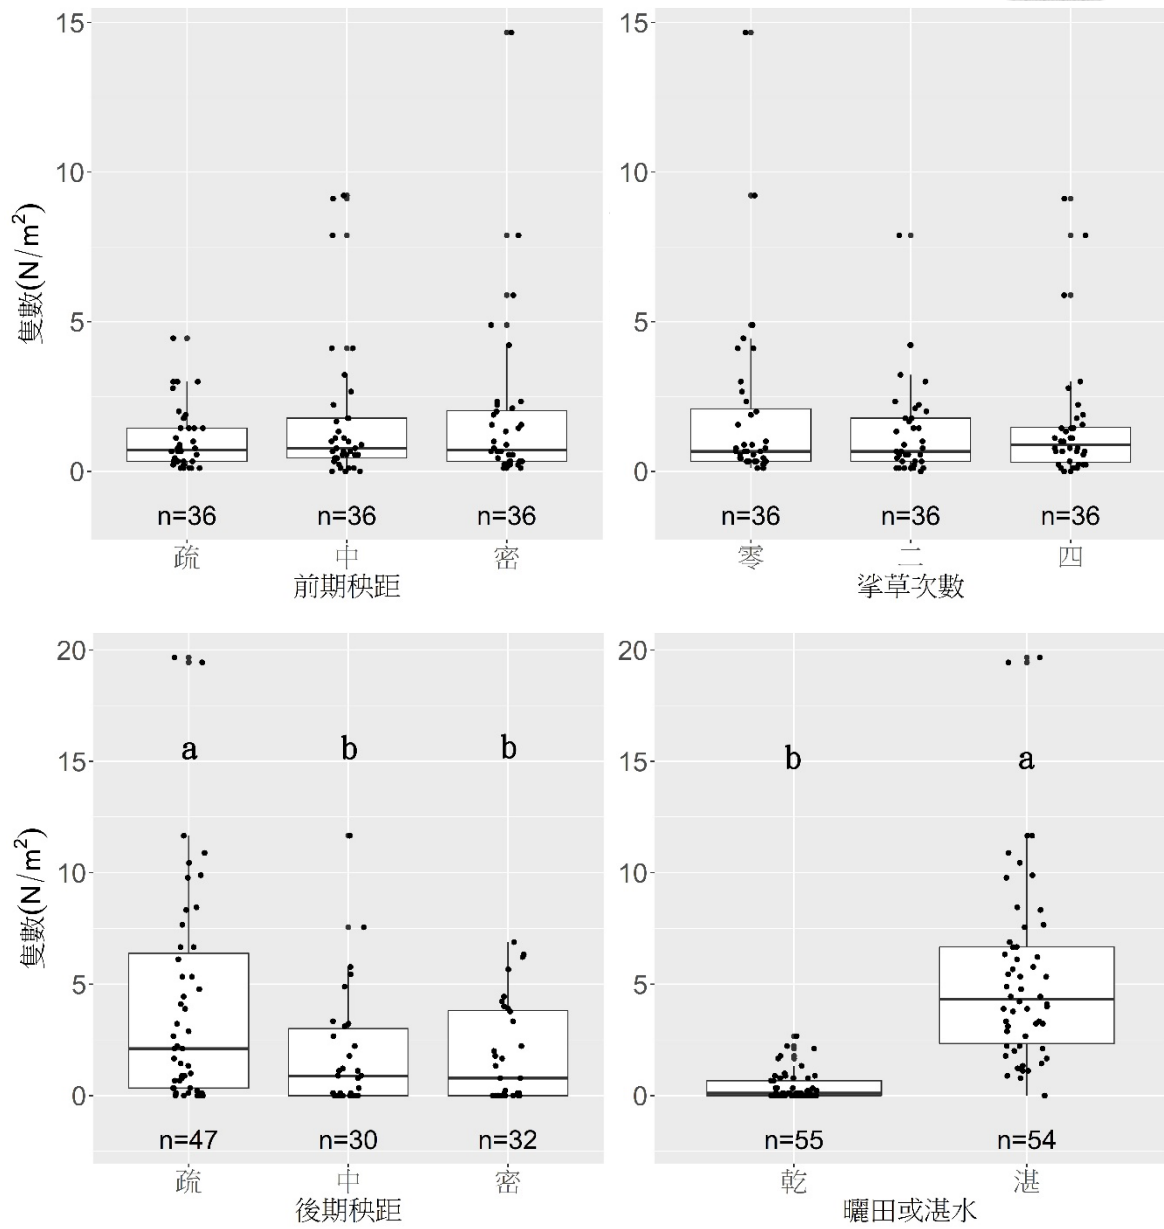 隻數(N/m²)
15
10
5
0
n=36 n=36 n=36
疏 中 密
前期秧距
15
10
5
0
n=36 n=36 n=36
零 二 四
挲草次數
隻數(N/m²)
20
15
10
5
0
a b b
n=47 n=30 n=32
疏 中 密
後期秧距
20
15
10
5
0
b a
n=55 n=54
乾 湛
曬田或湛水